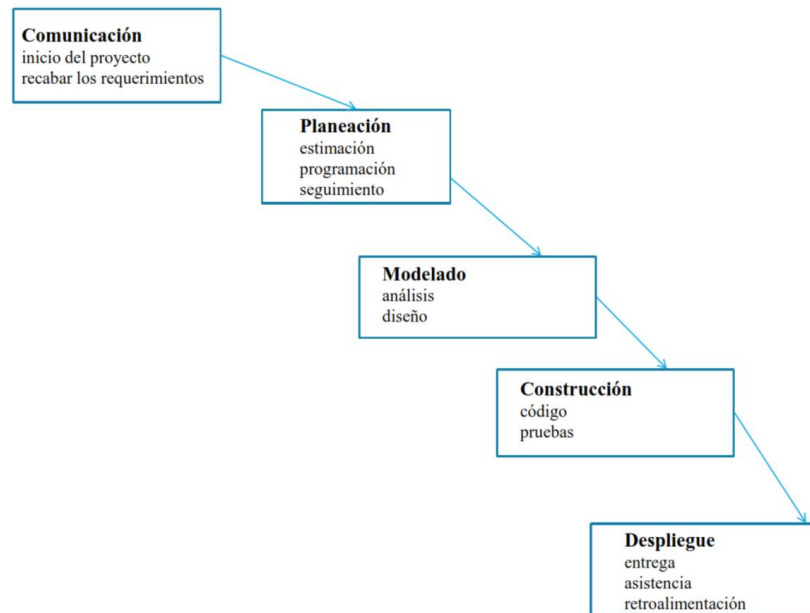 Comunicación
inicio del proyecto
recabar los requerimientos
Planeación
estimación
programación
seguimiento
Modelado
análisis
diseño
Construcción
código
pruebas
Despliegue
entrega
asistencia
retroalimentación